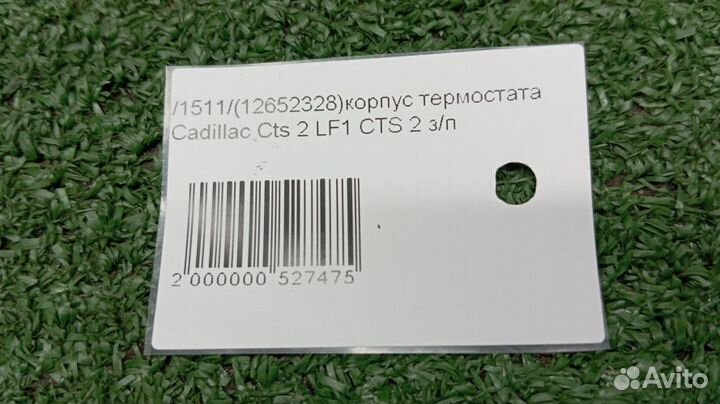 /1511/(12652328)корпус термостата
Cadillac Cts 2 LF1 CTS 2 з/п
2 000000 527475
Avito